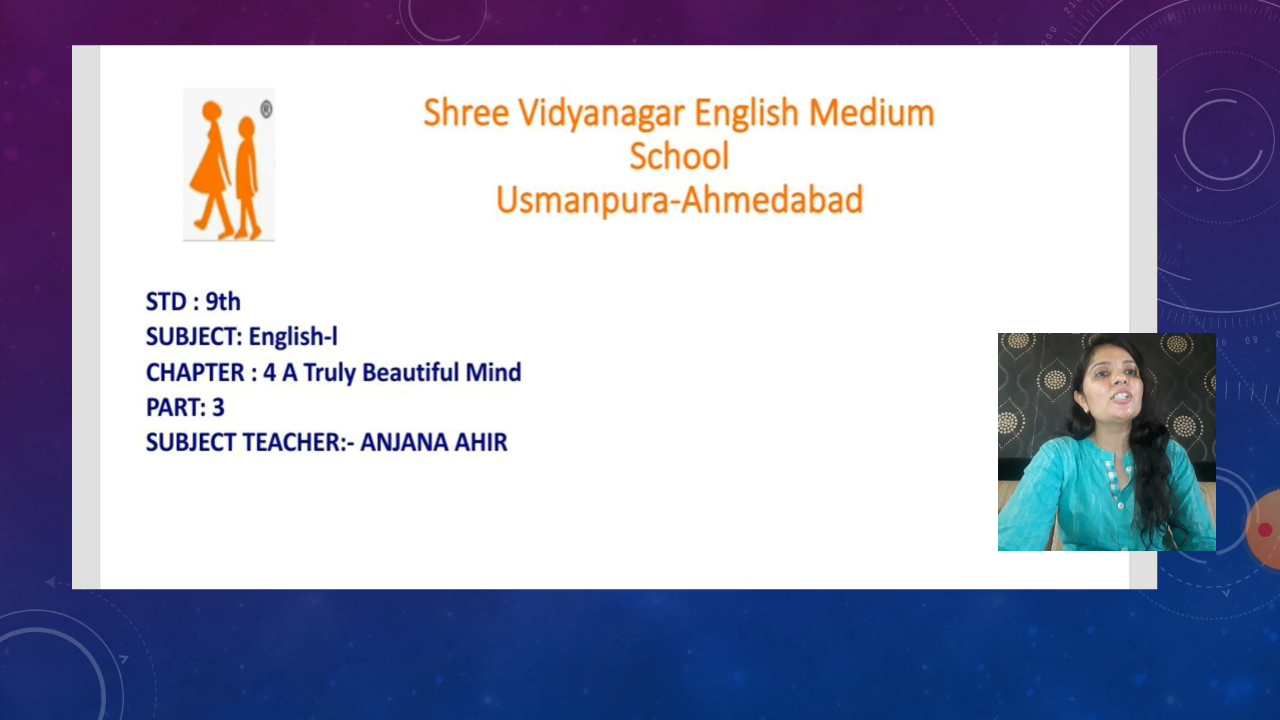 ®
Shree Vidyanagar English Medium
School
Usmanpura-Ahmedabad
STD : 9th
SUBJECT: English-l
CHAPTER : 4 A Truly Beautiful Mind
PART: 3
SUBJECT TEACHER:- ANJANA AHIR